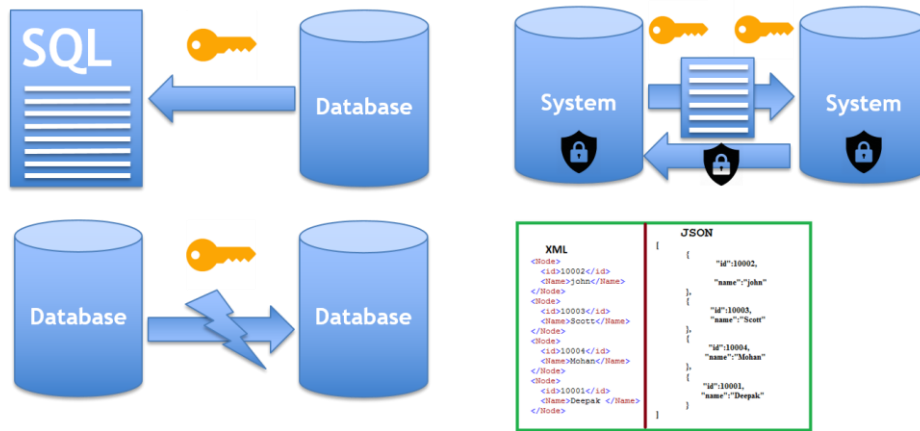 SQL
Database
System
System
Database
Database
XML
<Node>
<id>10002</id>
<Name>john</Name>
</Node>
<Node>
<id>10003</id>
<Name>Scott</Name>
</Node>
<Node>
<id>10004</id>
<Name>Mohan</Name>
</Node>
<Node>
<id>10001</id>
<Name>Deepak </Name>
</Node>
JSON
[
{
"id":10002,
"name":"john"
},
{
"id":10003,
"name":"Scott"
},
{
"id":10004,
"name":"Mohan"
},
{
"id":10001,
"name":"Deepak"
}
]